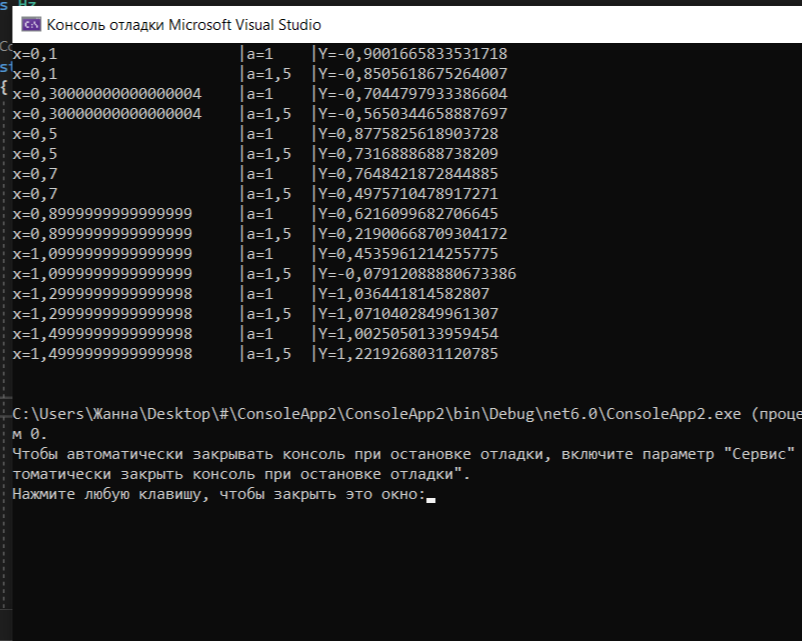 s Hz
Консоль отладки Microsoft Visual Studio
x=0,1 |a=1 |Y=-0,9001665833531718
x=0,1 |a=1,5 |Y=-0,8505618675264007
x=0,30000000000000004 |a=1 |Y=-0,7044797933386604
x=0,30000000000000004 |a=1,5 |Y=-0,5650344658887697
x=0,5 |a=1 |Y=0,8775825618903728
x=0,5 |a=1,5 |Y=0,7316888688738209
x=0,7 |a=1 |Y=0,7648421872844885
x=0,7 |a=1,5 |Y=0,4975710478917271
x=0,8999999999999999 |a=1 |Y=0,6216099682706645
x=0,8999999999999999 |a=1,5 |Y=0,21900668709304172
x=1,0999999999999999 |a=1 |Y=0,4535961214255775
x=1,0999999999999999 |a=1,5 |Y=-0,07912088880673386
x=1,2999999999999998 |a=1 |Y=1,036441814582807
x=1,2999999999999998 |a=1,5 |Y=1,0710402849961307
x=1,4999999999999998 |a=1 |Y=1,0025050133959454
x=1,4999999999999998 |a=1,5 |Y=1,2219268031120785
C:\Users\Жанна\Desktop\#\ConsoleApp2\ConsoleApp2\bin\Debug\net6.0\ConsoleApp2.exe (проце
м 0.
Чтобы автоматически закрывать консоль при остановке отладки, включите параметр "Сервис"
томатически закрыть консоль при остановке отладки".
Нажмите любую клавишу, чтобы закрыть это окно: